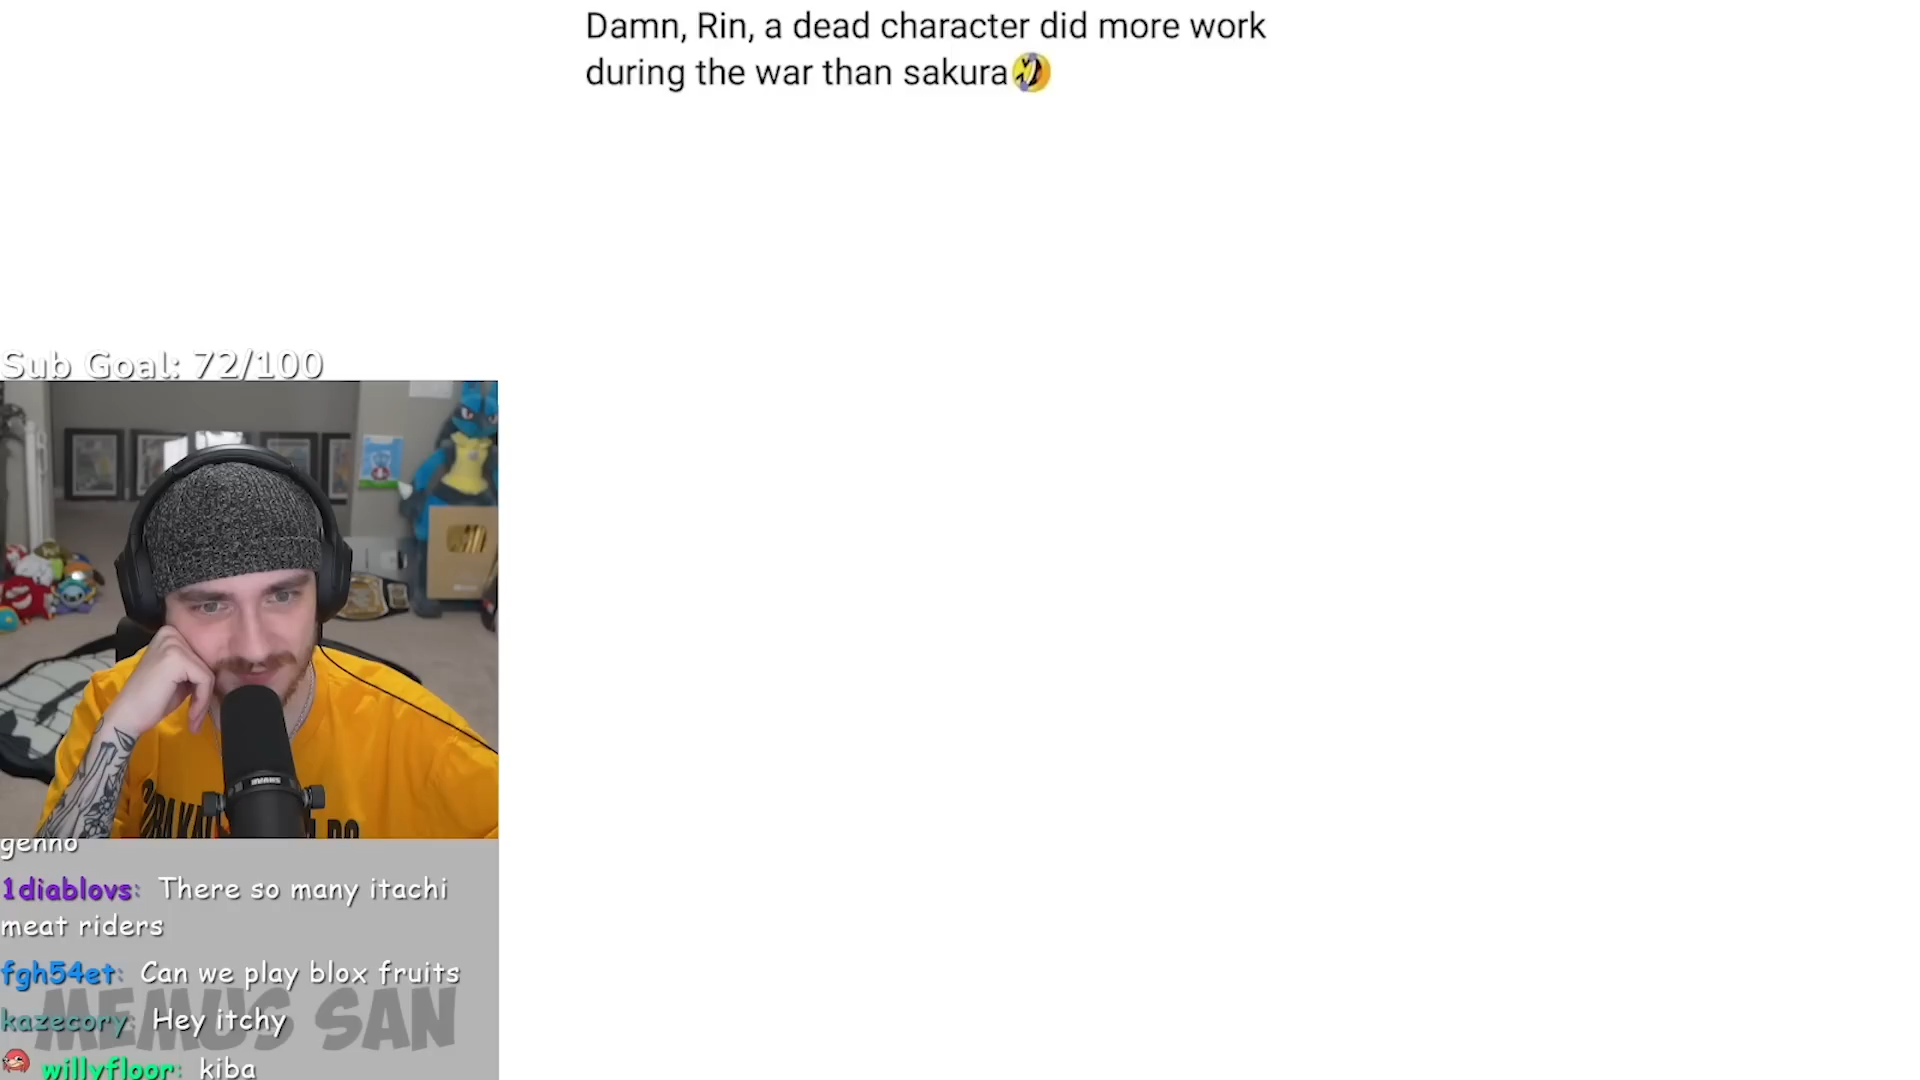 Damn, Rin, a dead character did more work
during the war than sakura🤣
Sub Goal: 72/100
genno
1diablovs: There so many itachi
meat riders
fgh54et: Can we play blox fruits
MEMUS SAN
kazecory: Hey itchy
willyfloor: kiba